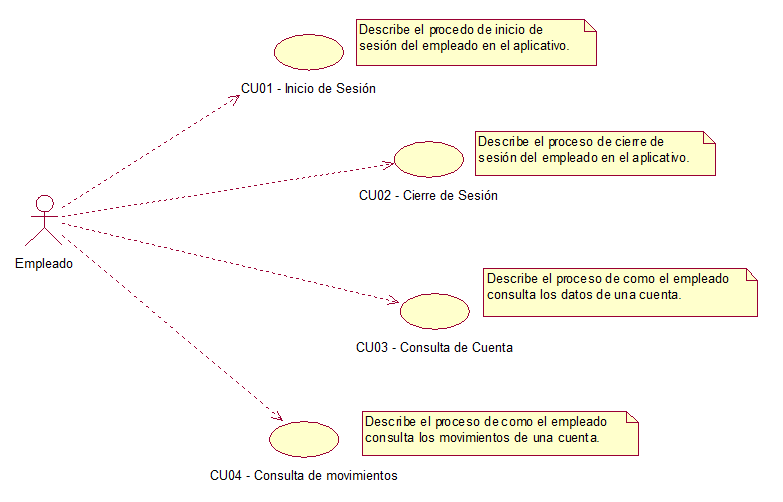 Describe el procedo de inicio de
sesión del empleado en el aplicativo.
CU01 - Inicio de Sesión
Describe el proceso de cierre de
sesión del empleado en el aplicativo.
CU02 - Cierre de Sesión
Empleado
Describe el proceso de como el empleado
consulta los datos de una cuenta.
CU03 - Consulta de Cuenta
Describe el proceso de como el empleado
consulta los movimientos de una cuenta.
CU04 - Consulta de movimientos